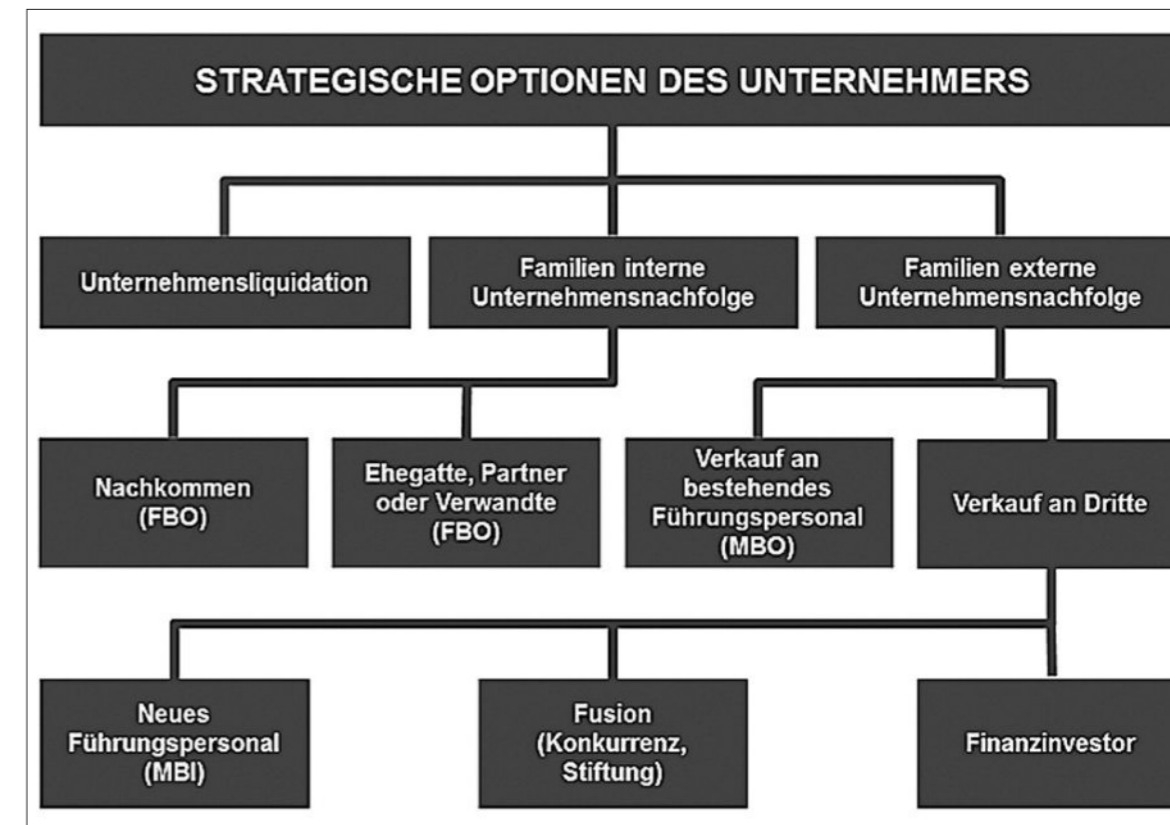 STRATEGISCHE OPTIONEN DES UNTERNEHMERS
Unternehmensliquidation
Familien interne
Unternehmensnachfolge
Familien externe
Unternehmensnachfolge
Nachkommen
(FBO)
Ehegatte, Partner
oder Verwandte
(FBO)
Verkauf an
bestehendes
Führungspersonal
(MBO)
Verkauf an Dritte
Neues
Führungspersonal
(MBI)
Fusion
(Konkurrenz,
Stiftung)
Finanzinvestor